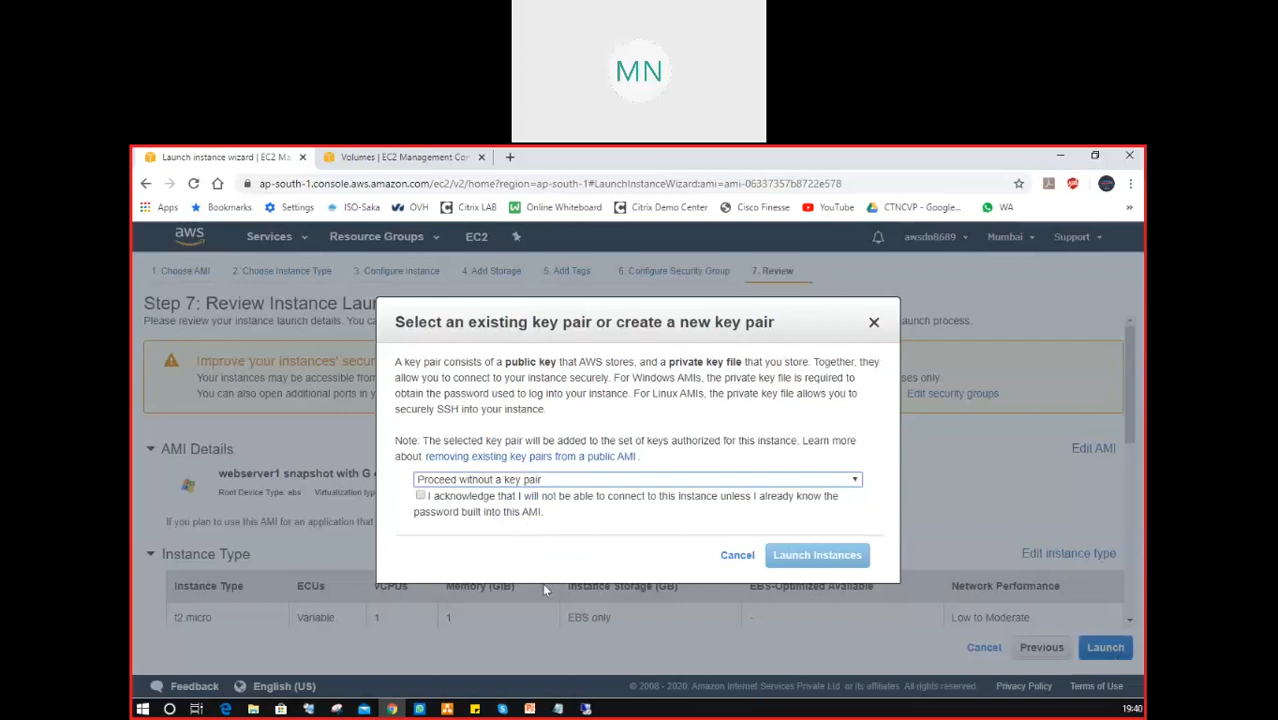 MN
Launch instance wizard | EC2 Ma
Volumes | EC2 Management Con
ap-south-1.console.aws.amazon.com/ec2/v2/home?region=ap-south-1#LaunchInstanceWizard:ami=ami-06337357b8722e578
Apps Bookmarks Settings ISO-Saka OVH Citrix LAB Online Whiteboard Citrix Demo Center Cisco Finesse YouTube CTNCVP - Google... WA »
aws Services Resource Groups EC2 awsdn8689 Mumbai Support
1. Choose AMI 2. Choose Instance Type 3. Configure Instance 4. Add Storage 5. Add Tags 6. Configure Security Group 7. Review
Step 7: Review Instance Lau
Please review your instance launch details. You ca
aunch process.
Improve your instances' secur
Your instances may be accessible from
ses only.
You can also open additional ports in y
Edit security groups
AMI Details
Edit AMI
webserver1 snapshot with G
Root Device Type: ebs Virtualization typ
If you plan to use this AMI for an application that
Select an existing key pair or create a new key pair
A key pair consists of a public key that AWS stores, and a private key file that you store. Together, they
allow you to connect to your instance securely. For Windows AMIs, the private key file is required to
obtain the password used to log into your instance. For Linux AMIs, the private key file allows you to
securely SSH into your instance.
Note: The selected key pair will be added to the set of keys authorized for this instance. Learn more
about removing existing key pairs from a public AMI.
Proceed without a key pair
I acknowledge that I will not be able to connect to this instance unless I already know the
password built into this AMI.
Cancel Launch Instances
Instance Type
Edit instance type
Instance Type ECUs vCPUs Memory (GiB) Instance Storage (GB) EBS-Optimized Available Network Performance
t2.micro Variable 1 1 EBS only - Low to Moderate
Cancel Previous Launch
Feedback English (US) © 2008 - 2020, Amazon Internet Services Private Ltd. or its affiliates. All rights reserved. Privacy Policy Terms of Use
19:40